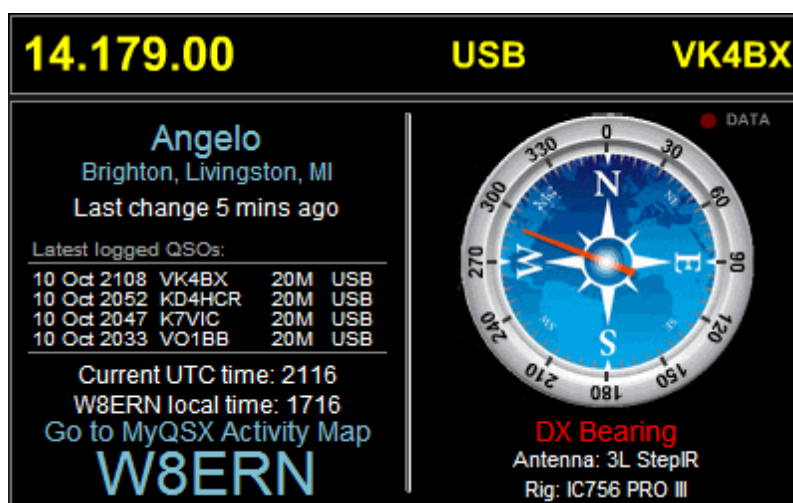 14.179.00 USB VK4BX
Angelo
Brighton, Livingston, MI
Last change 5 mins ago
Latest logged QSOs:
10 Oct 2108 VK4BX 20M USB
10 Oct 2052 KD4HCR 20M USB
10 Oct 2047 K7VIC 20M USB
10 Oct 2033 VO1BB 20M USB
Current UTC time: 2116
W8ERN local time: 1716
Go to MyQSX Activity Map
W8ERN
DATA
0
30
60
90
120
150
180
210
240
270
300
330
N
NE
E
SE
S
SW
W
NW
DX Bearing
Antenna: 3L StepIR
Rig: IC756 PRO III